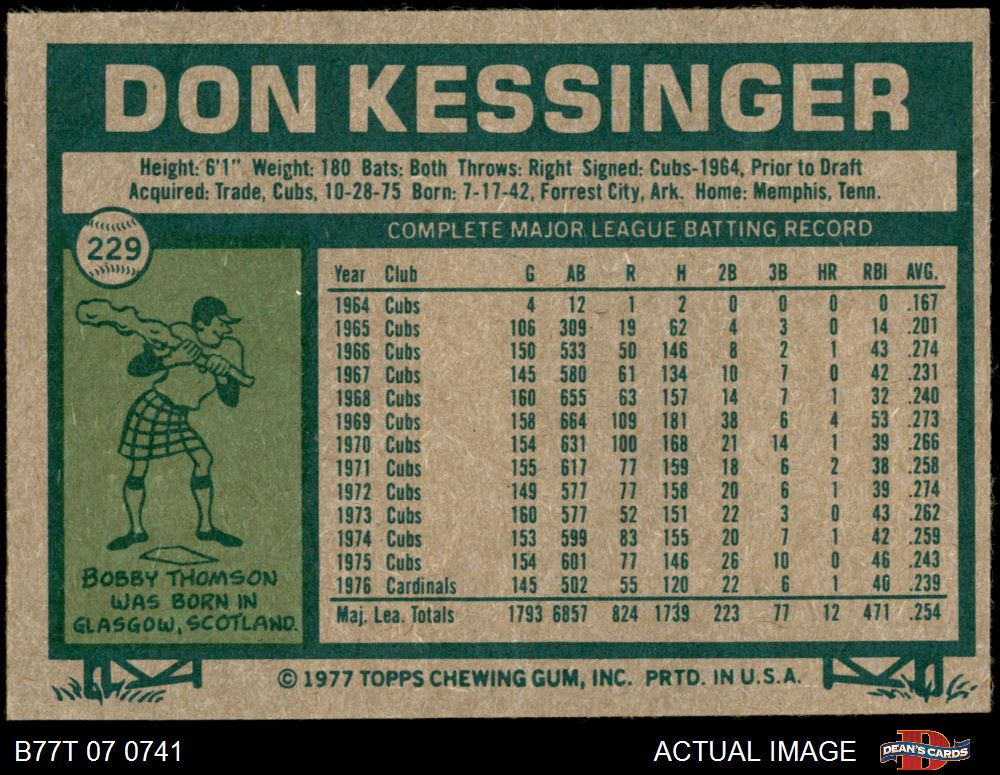 DON KESSINGER
Height: 6'1" Weight: 180 Bats: Both Throws: Right Signed: Cubs-1964, Prior to Draft
Acquired: Trade, Cubs, 10-28-75 Born: 7-17-42, Forrest City, Ark. Home: Memphis, Tenn.
229
COMPLETE MAJOR LEAGUE BATTING RECORD
Year Club G AB R H 2B 3B HR RBI AVG.
1964 Cubs 4 12 1 2 0 0 0 0 .167
1965 Cubs 106 309 19 62 4 3 0 14 .201
1966 Cubs 150 533 50 146 8 2 1 43 .274
1967 Cubs 145 580 61 134 10 7 0 42 .231
1968 Cubs 160 655 63 157 14 7 1 32 .240
1969 Cubs 158 664 109 181 38 6 4 53 .273
1970 Cubs 154 631 100 168 21 14 1 39 .266
1971 Cubs 155 617 77 159 18 6 2 38 .258
1972 Cubs 149 577 77 158 20 6 1 39 .274
1973 Cubs 160 577 52 151 22 3 0 43 .262
1974 Cubs 153 599 83 155 20 7 1 42 .259
1975 Cubs 154 601 77 146 26 10 0 46 .243
1976 Cardinals 145 502 55 120 22 6 1 40 .239
Maj. Lea. Totals 1793 6857 824 1739 223 77 12 471 .254
BOBBY THOMSON
WAS BORN IN
GLASGOW, SCOTLAND.
© 1977 TOPPS CHEWING GUM, INC. PRTD. IN U.S.A.
B77T 07 0741
ACTUAL IMAGE
DEAN'S CARDS